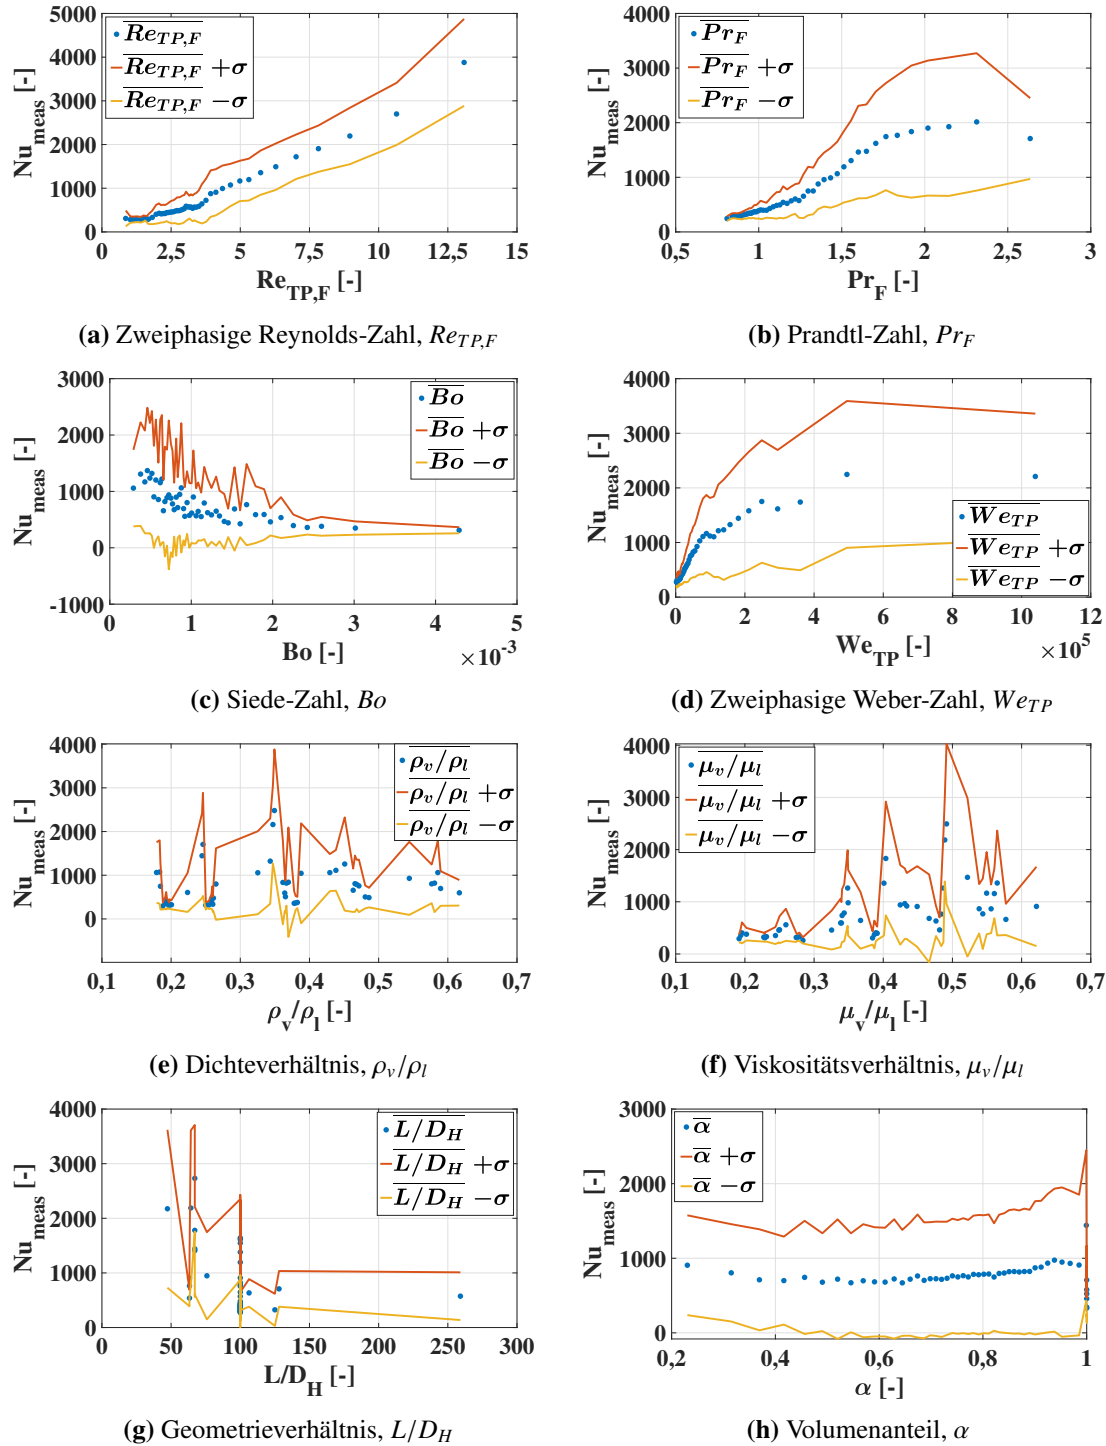 5000
4000
3000
2000
1000
0
Nu_meas [-]
Re_TP,F
Re_TP,F +σ
Re_TP,F −σ
0 2,5 5 7,5 10 12,5 15
Re_TP,F [-]
(a) Zweiphasige Reynolds-Zahl, Re_TP,F
4000
3000
2000
1000
0
Nu_meas [-]
Pr_F
Pr_F +σ
Pr_F −σ
0,5 1 1,5 2 2,5 3
Pr_F [-]
(b) Prandtl-Zahl, Pr_F
3000
2000
1000
0
-1000
Nu_meas [-]
Bo
Bo +σ
Bo −σ
0 1 2 3 4 5
Bo [-]
×10^-3
(c) Siede-Zahl, Bo
4000
3000
2000
1000
0
Nu_meas [-]
We_TP
We_TP +σ
We_TP −σ
0 2 4 6 8 10 12
We_TP [-]
×10^5
(d) Zweiphasige Weber-Zahl, We_TP
4000
3000
2000
1000
0
Nu_meas [-]
ρ_v/ρ_l
ρ_v/ρ_l +σ
ρ_v/ρ_l −σ
0,1 0,2 0,3 0,4 0,5 0,6 0,7
ρ_v/ρ_l [-]
(e) Dichteverhältnis, ρ_v/ρ_l
4000
3000
2000
1000
0
Nu_meas [-]
μ_v/μ_l
μ_v/μ_l +σ
μ_v/μ_l −σ
0,1 0,2 0,3 0,4 0,5 0,6 0,7
μ_v/μ_l [-]
(f) Viskositätsverhältnis, μ_v/μ_l
4000
3000
2000
1000
0
Nu_meas [-]
L/D_H
L/D_H +σ
L/D_H −σ
0 50 100 150 200 250 300
L/D_H [-]
(g) Geometrieverhältnis, L/D_H
3000
2000
1000
0
Nu_meas [-]
α
α +σ
α −σ
0,2 0,4 0,6 0,8 1
α [-]
(h) Volumenanteil, α